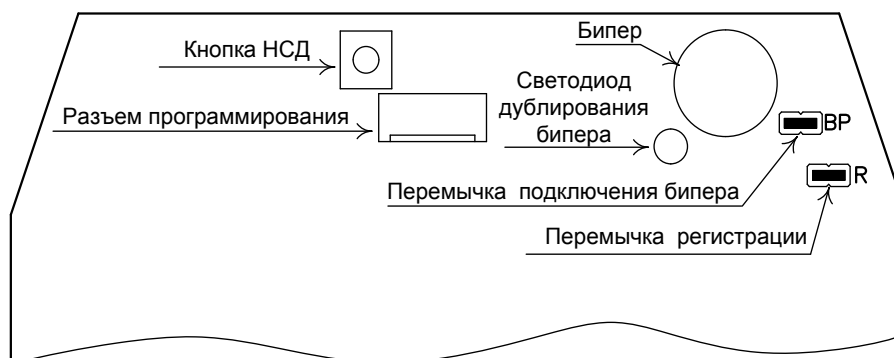 Кнопка НСД
Бипер
Светодиод
дублирования
бипера
Разъем программирования
BP
Перемычка подключения бипера
R
Перемычка регистрации